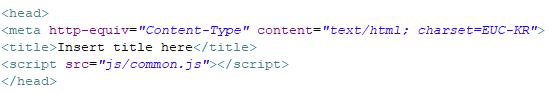 <head>
<meta http-equiv="Content-Type" content="text/html; charset=EUC-KR">
<title>Insert title here</title>
<script src="js/common.js"></script>
</head>